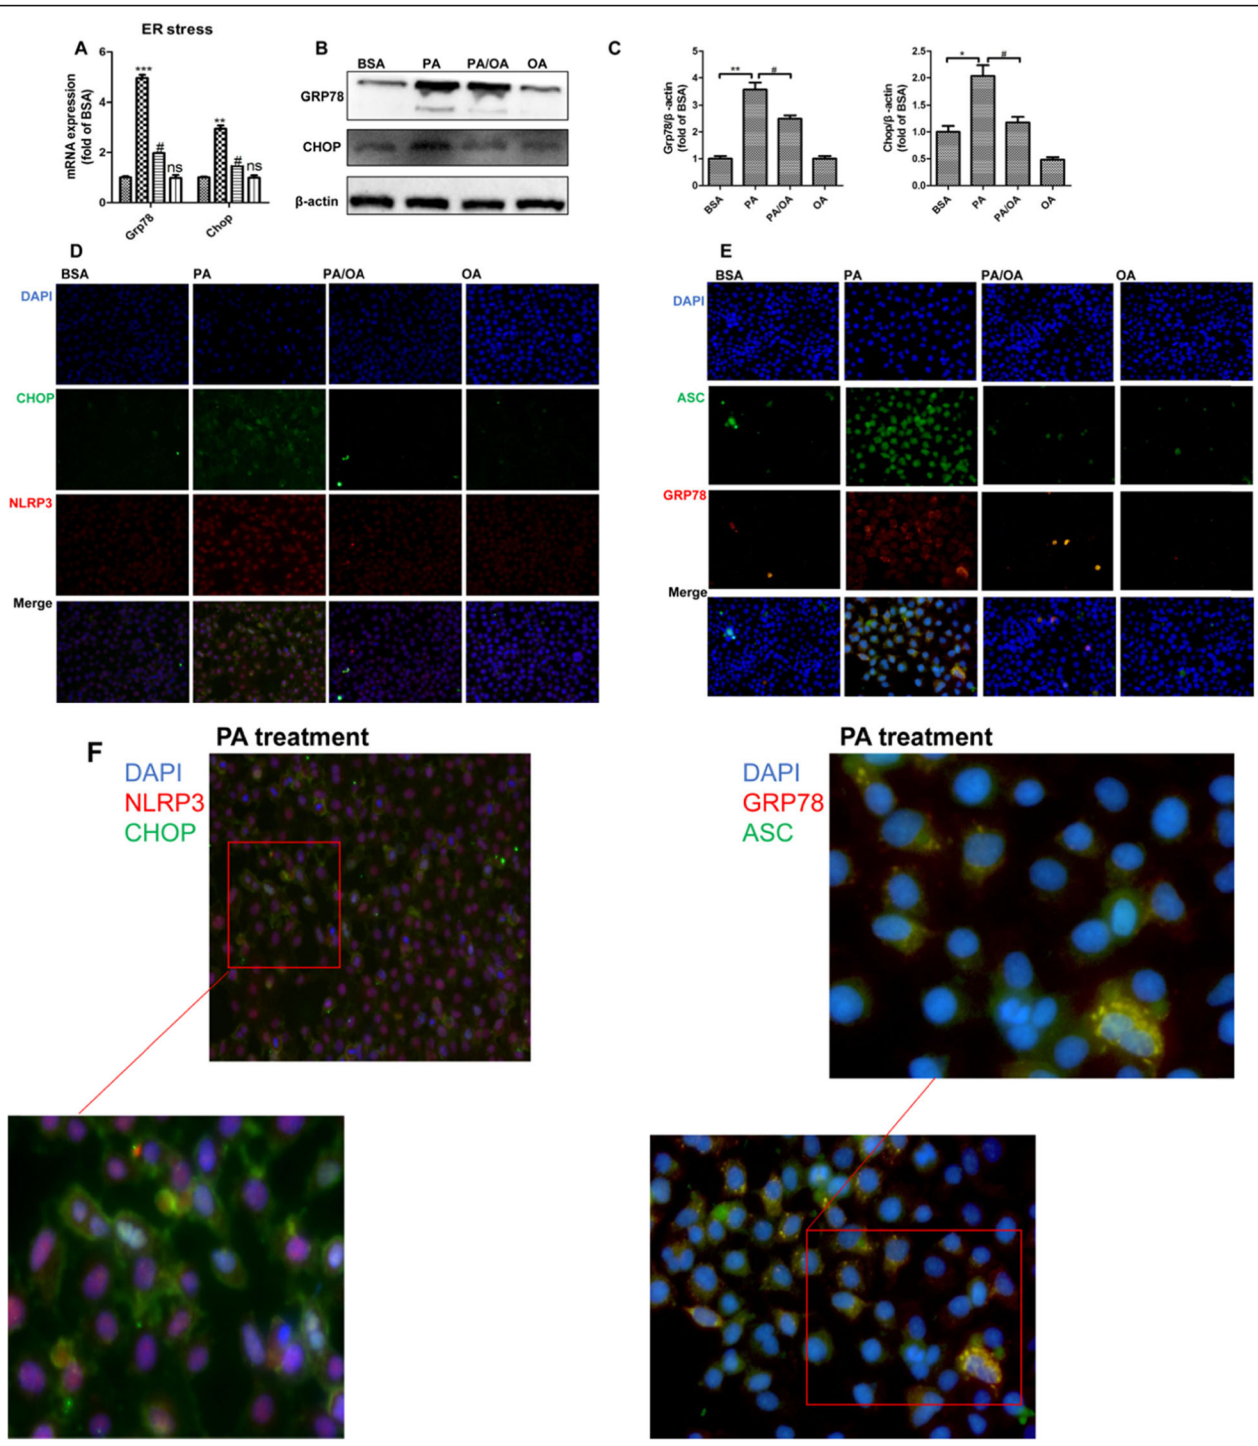 ER stress
A
mRNA expression
(fold of BSA)
6
4
2
0
***
#
ns
**
#
ns
Grp78
Chop
B
BSA PA PA/OA OA
GRP78
CHOP
β-actin
C
Grp78/β -actin
(fold of BSA)
5
4
3
2
1
0
**
#
BSA
PA
PA/OA
OA
Chop/β -actin
(fold of BSA)
2.5
2.0
1.5
1.0
0.5
0.0
*
#
BSA
PA
PA/OA
OA
D
BSA PA PA/OA OA
DAPI
CHOP
NLRP3
Merge
E
BSA PA PA/OA OA
DAPI
ASC
GRP78
Merge
F
PA treatment
DAPI
NLRP3
CHOP
PA treatment
DAPI
GRP78
ASC